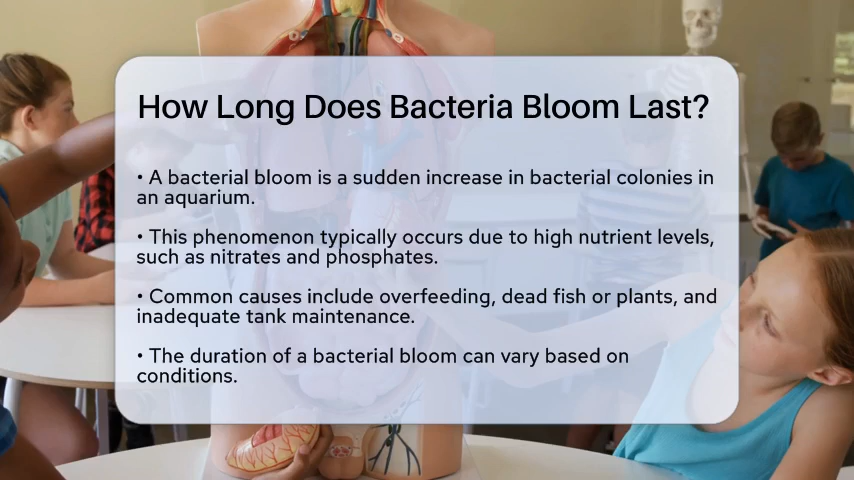 How Long Does Bacteria Bloom Last?
• A bacterial bloom is a sudden increase in bacterial colonies in
an aquarium.
• This phenomenon typically occurs due to high nutrient levels,
such as nitrates and phosphates.
• Common causes include overfeeding, dead fish or plants, and
inadequate tank maintenance.
• The duration of a bacterial bloom can vary based on
conditions.